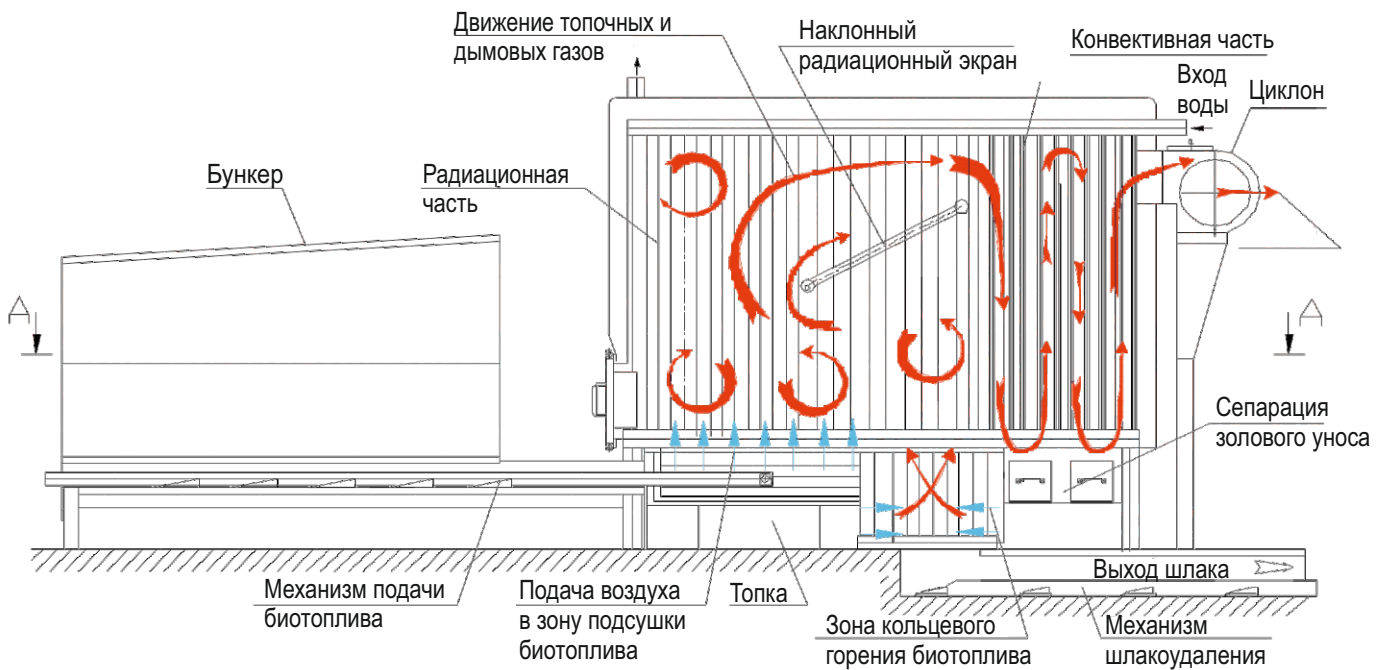 Движение топочных и
дымовых газов
Наклонный
радиационный экран
Конвективная часть
Вход
воды
Циклон
Бункер
Радиационная
часть
А
А
Сепарация
золового уноса
Выход шлака
Механизм подачи
биотоплива
Подача воздуха
в зону подсушки
биотоплива
Топка
Зона кольцевого
горения биотоплива
Механизм
шлакоудаления